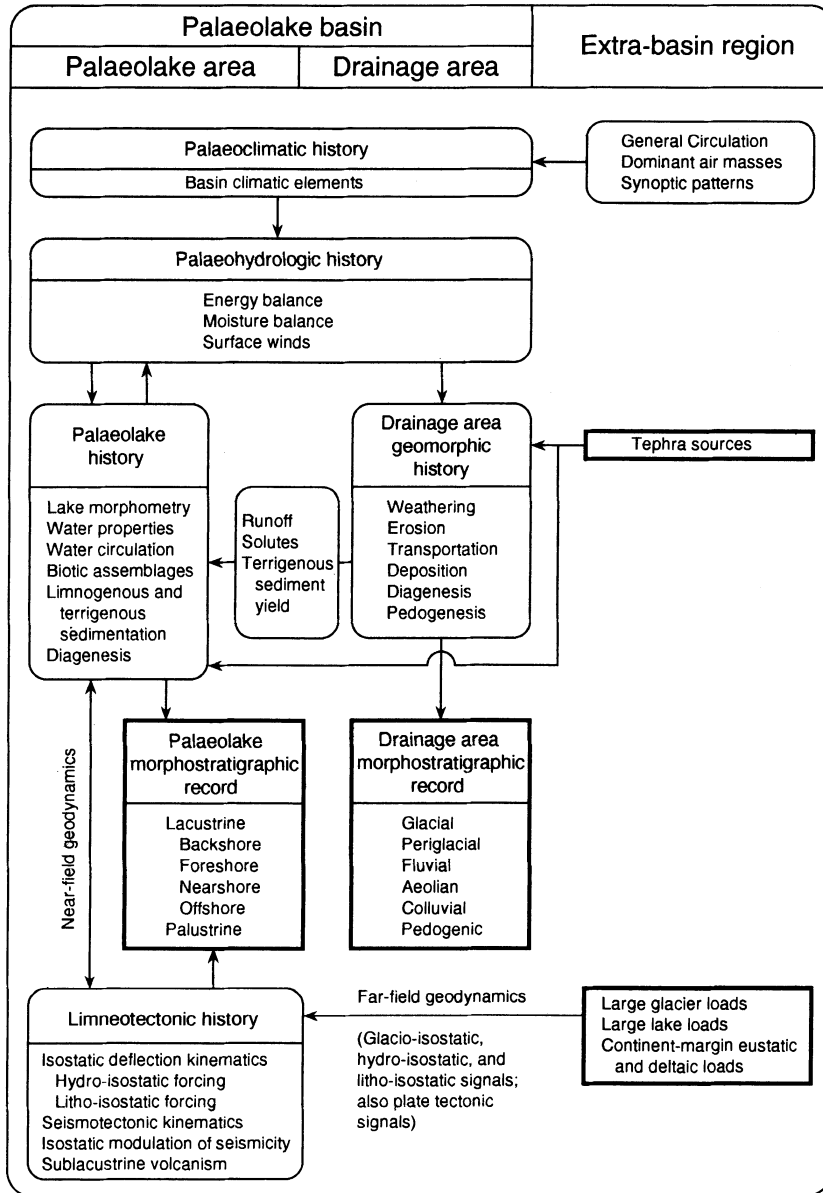 Palaeolake basin
Extra-basin region
Palaeolake area
Drainage area
Palaeoclimatic history
Basin climatic elements
General Circulation
Dominant air masses
Synoptic patterns
Palaeohydrologic history
Energy balance
Moisture balance
Surface winds
Palaeolake
history
Lake morphometry
Water properties
Water circulation
Biotic assemblages
Limnogenous and
terrigenous
sedimentation
Diagenesis
Runoff
Solutes
Terrigenous
sediment
yield
Drainage area
geomorphic
history
Weathering
Erosion
Transportation
Deposition
Diagenesis
Pedogenesis
Tephra sources
Near-field geodynamics
Palaeolake
morphostratigraphic
record
Lacustrine
Backshore
Foreshore
Nearshore
Offshore
Palustrine
Drainage area
morphostratigraphic
record
Glacial
Periglacial
Fluvial
Aeolian
Colluvial
Pedogenic
Limneotectonic history
Isostatic deflection kinematics
Hydro-isostatic forcing
Litho-isostatic forcing
Seismotectonic kinematics
Isostatic modulation of seismicity
Sublacustrine volcanism
Far-field geodynamics
(Glacio-isostatic,
hydro-isostatic, and
litho-isostatic signals;
also plate tectonic
signals)
Large glacier loads
Large lake loads
Continent-margin eustatic
and deltaic loads